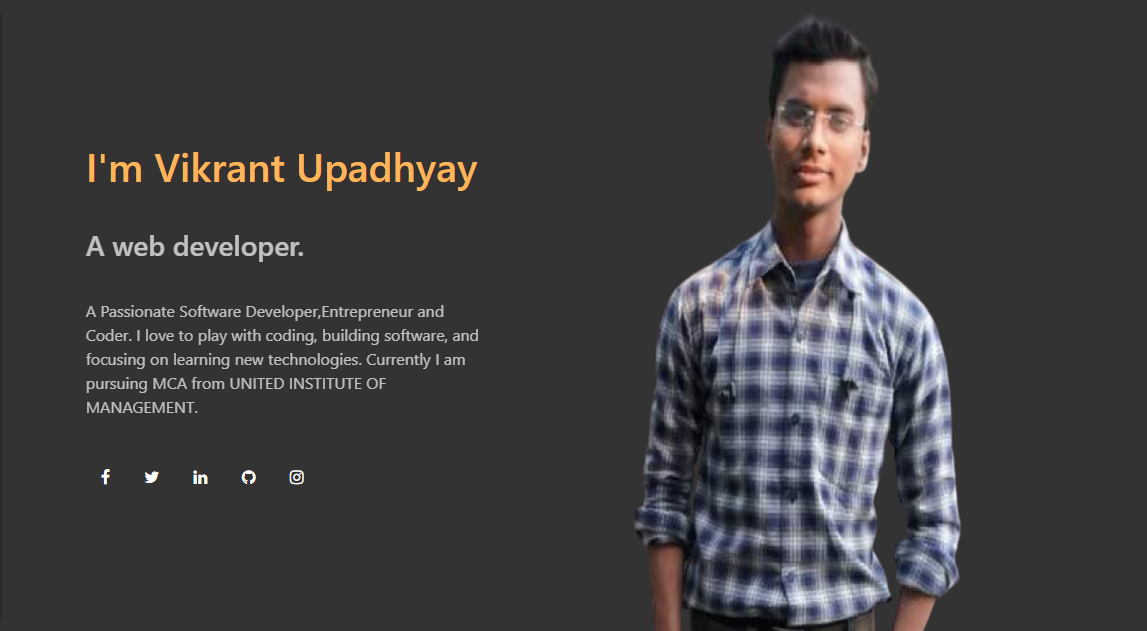 I'm Vikrant Upadhyay
A web developer.
A Passionate Software Developer,Entrepreneur and
Coder. I love to play with coding, building software, and
focusing on learning new technologies. Currently I am
pursuing MCA from UNITED INSTITUTE OF
MANAGEMENT.